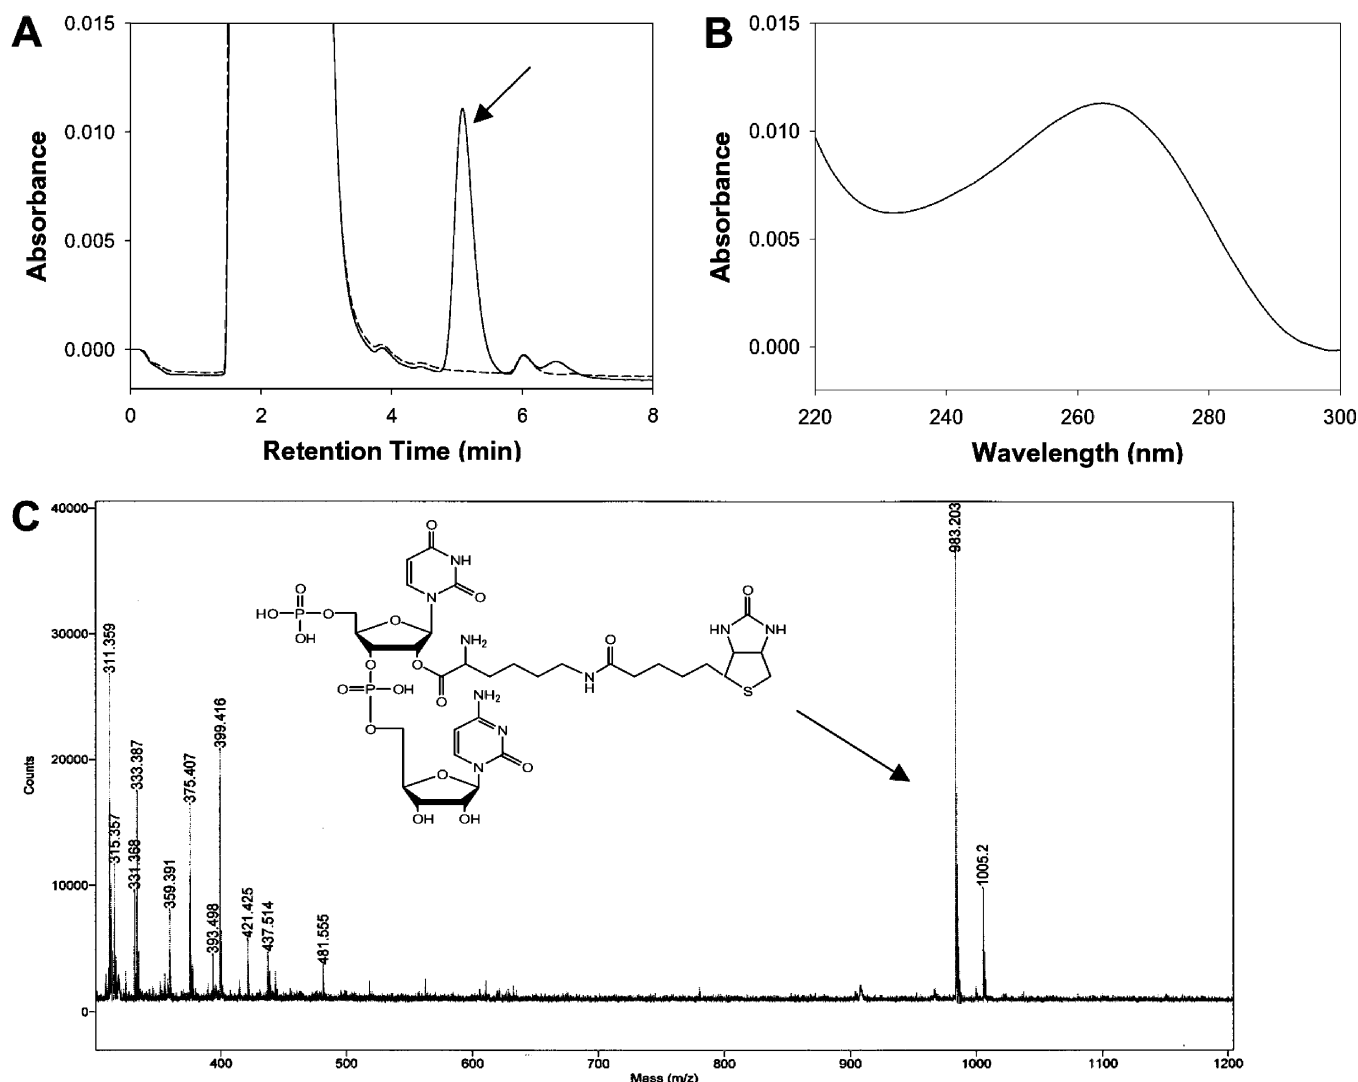 A
0.015
0.010
0.005
0.000
Absorbance
0 2 4 6 8
Retention Time (min)
B
0.015
0.010
0.005
0.000
Absorbance
220 240 260 280 300
Wavelength (nm)
C
40000
30000
20000
10000
0
Counts
311.359
315.357
331.368
333.387
359.391
375.407
393.498
399.416
421.425
437.514
481.555
983.203
1005.2
O
NH
N
O
O
HO
P
O
OH
O
NH2
O
O
O
O
N
H
O
HN
NH
S
O
P
OH
O
NH2
N
N
O
O
OH
OH
400 500 600 700 800 900 1000 1100 1200
Mass (m/z)